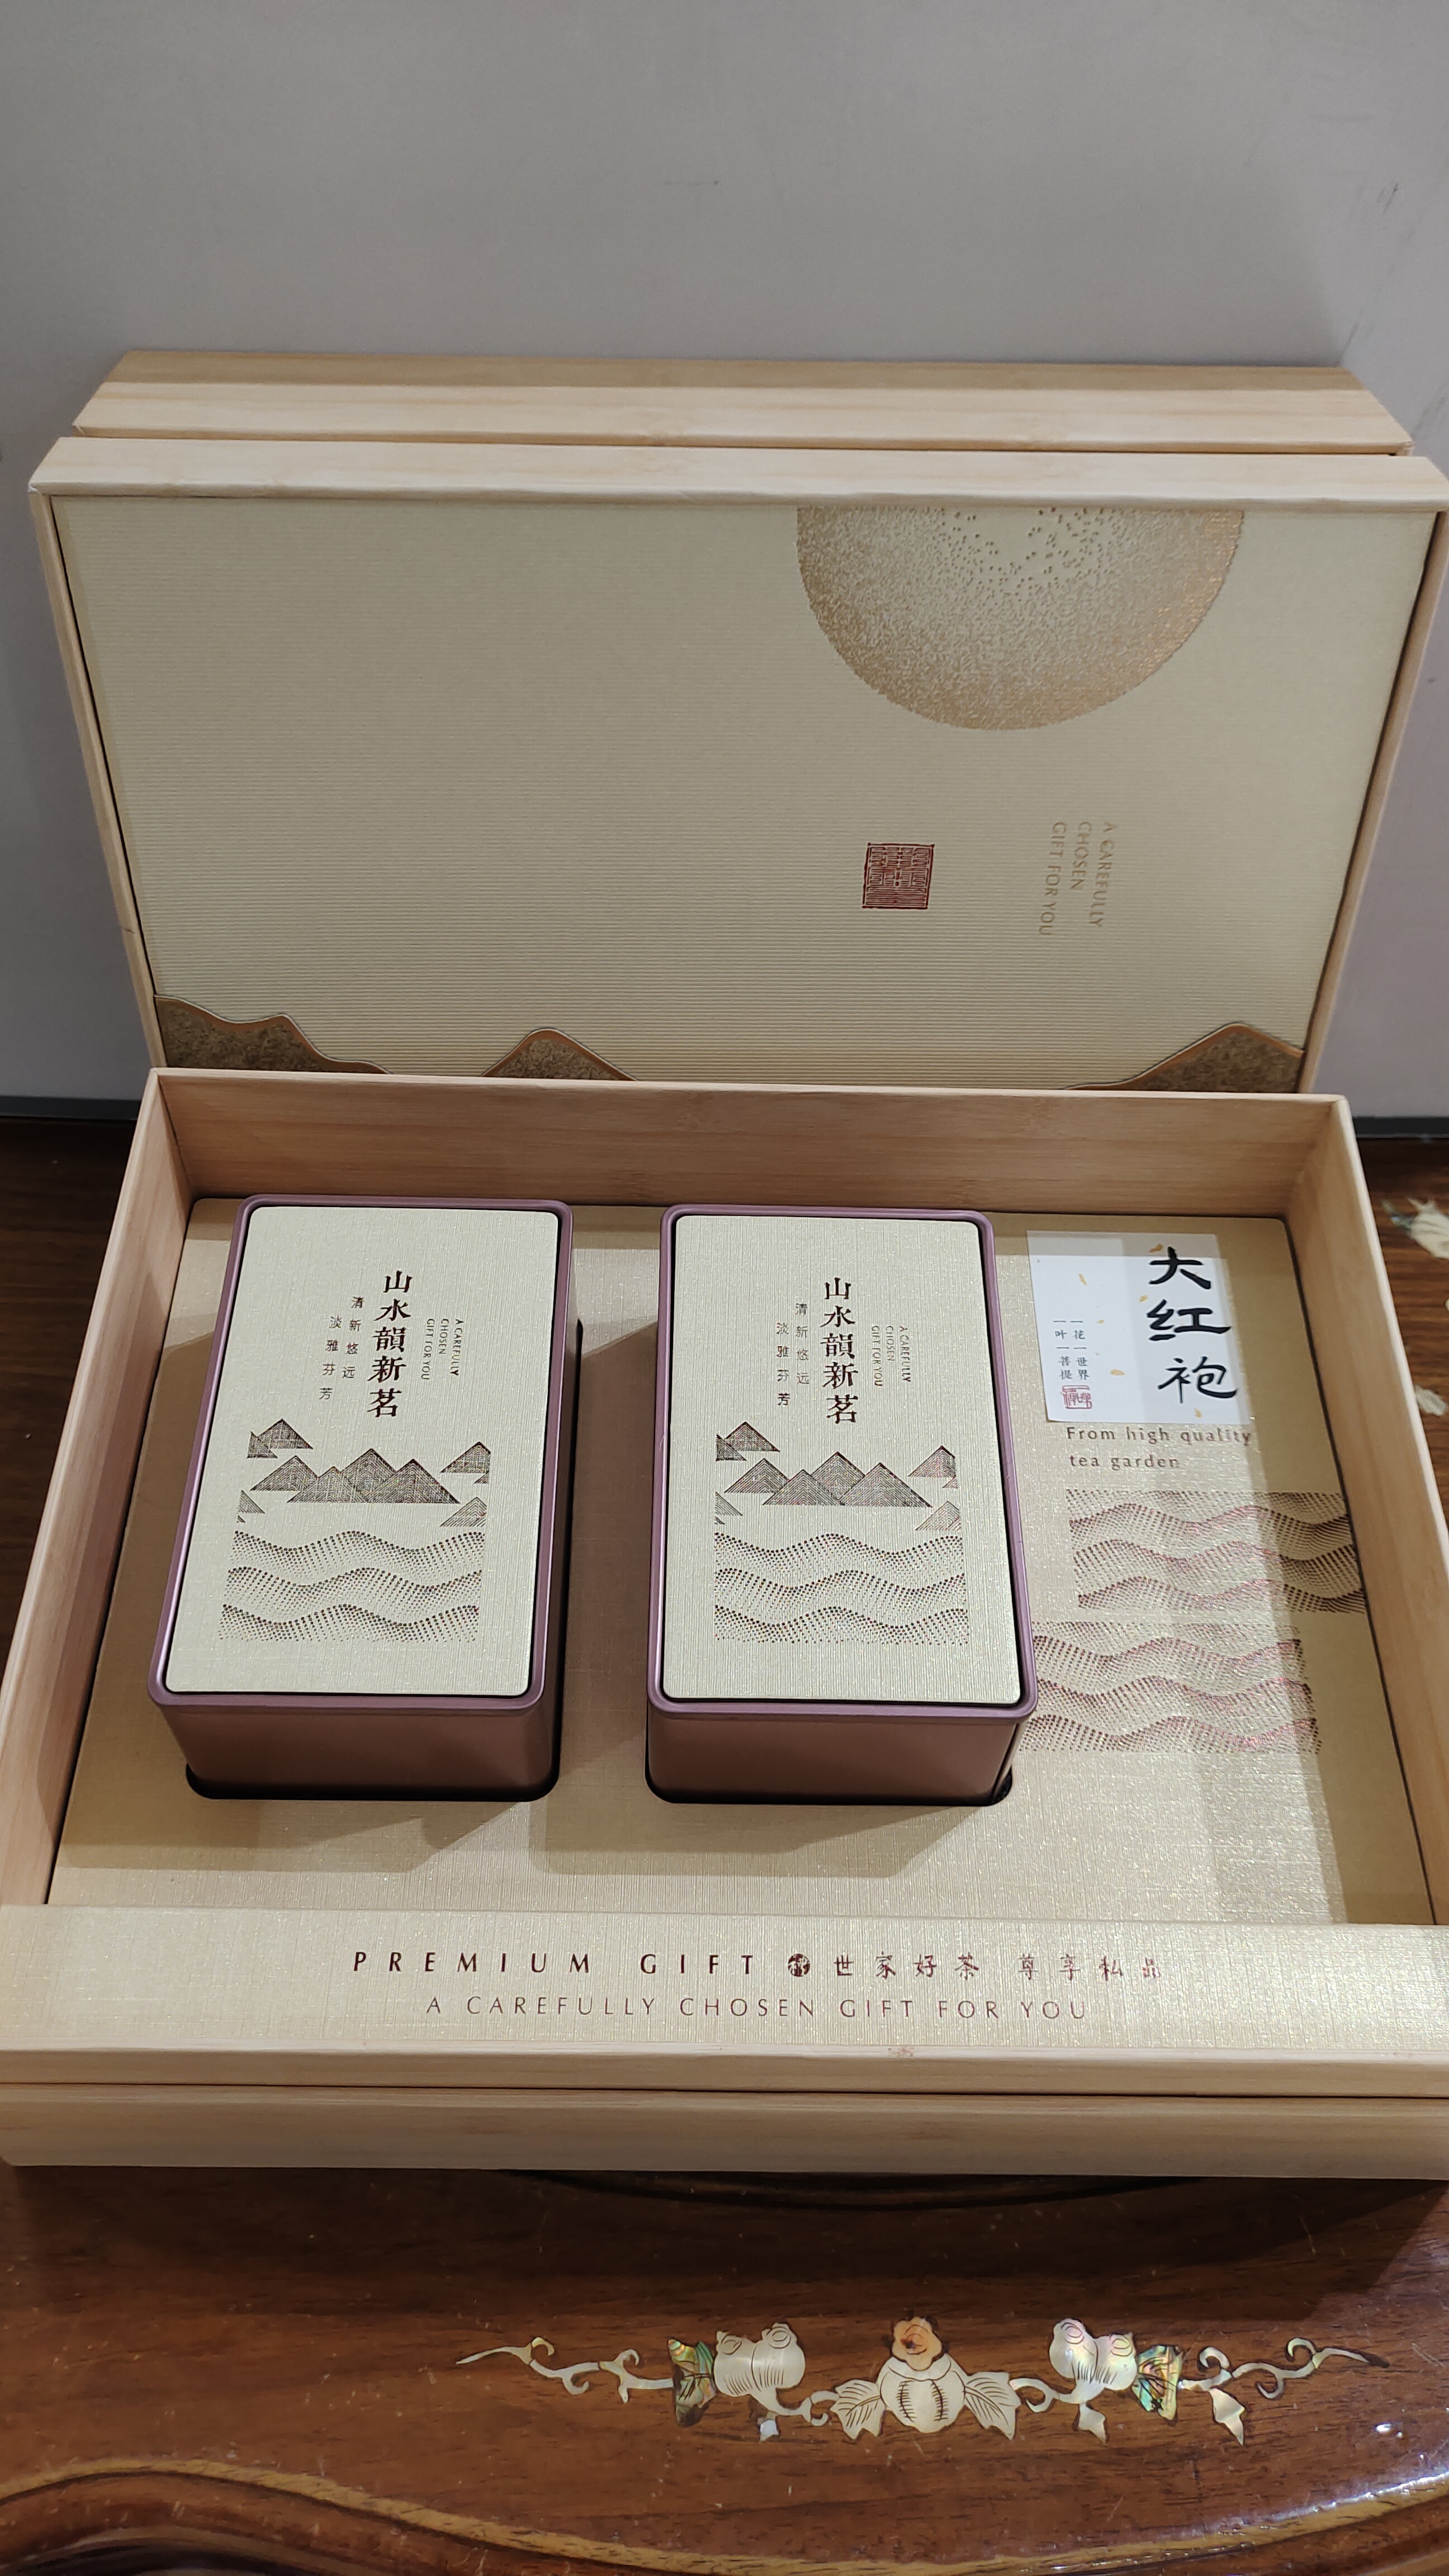 A CAREFULLY
CHOSEN
GIFT FOR YOU
A CAREFULLY
CHOSEN
GIFT FOR YOU
山水韻新茗
清新悠远
淡雅芬芳
A CAREFULLY
CHOSEN
GIFT FOR YOU
山水韻新茗
清新悠远
淡雅芬芳
大红袍
一花一世界
一叶一菩提
From high quality
tea garden
PREMIUM GIFT 世家好茶 尊享私品
A CAREFULLY CHOSEN GIFT FOR YOU